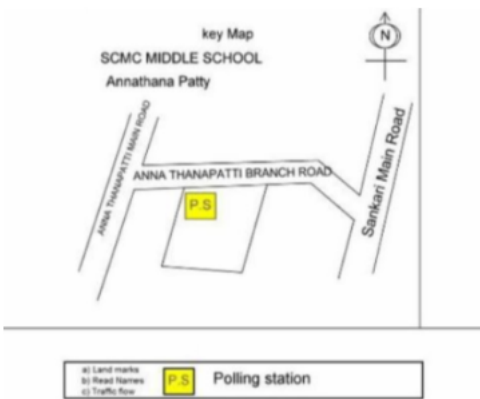 key Map
SCMC MIDDLE SCHOOL
Annathana Patty
N
ANNA THANAPATTI MAIN ROAD
ANNA THANAPATTI BRANCH ROAD
Sankari Main Road
P.S
a) Land marks
b) Read Names
c) Traffic flow
P.S
Polling station